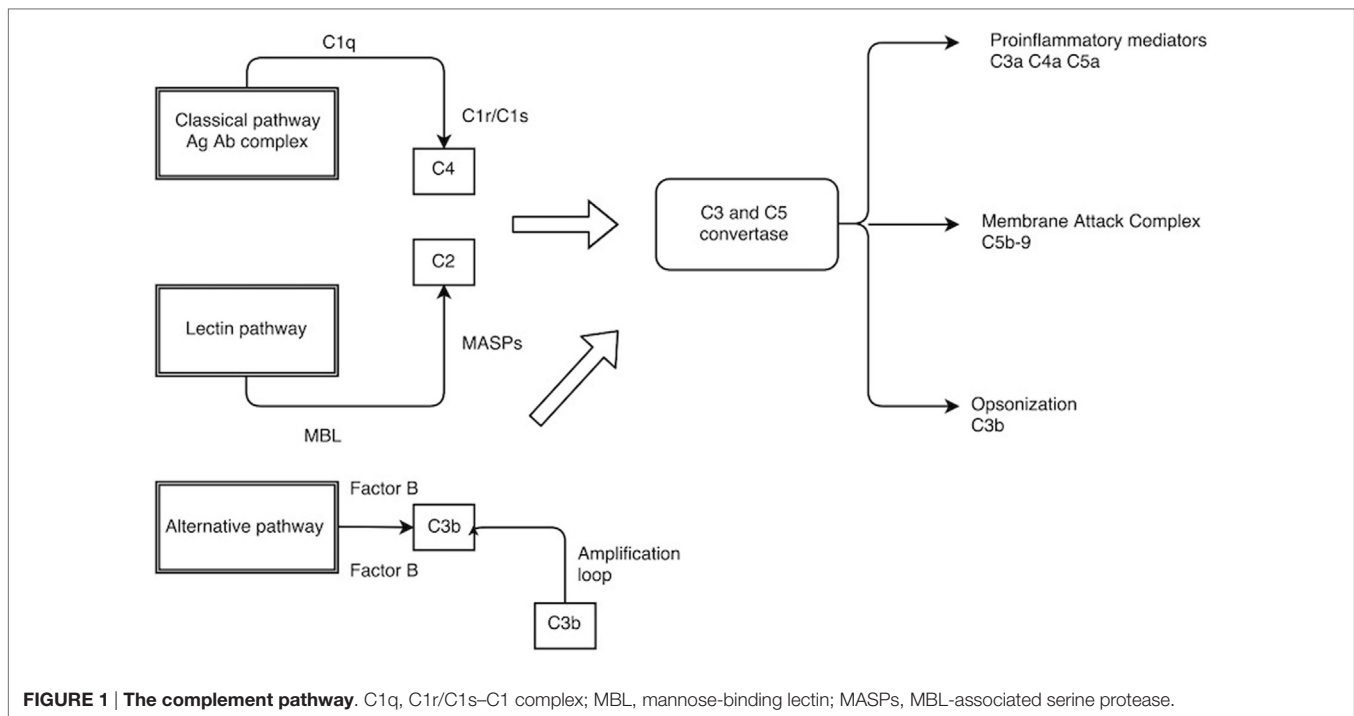 C1q
Classical pathway
Ag Ab complex
C1r/C1s
C4
C2
Lectin pathway
MASPs
MBL
Factor B
Alternative pathway
C3b
Factor B
Amplification
loop
C3b
C3 and C5
convertase
Proinflammatory mediators
C3a C4a C5a
Membrane Attack Complex
C5b-9
Opsonization
C3b
FIGURE 1 | The complement pathway. C1q, C1r/C1s–C1 complex; MBL, mannose-binding lectin; MASPs, MBL-associated serine protease.